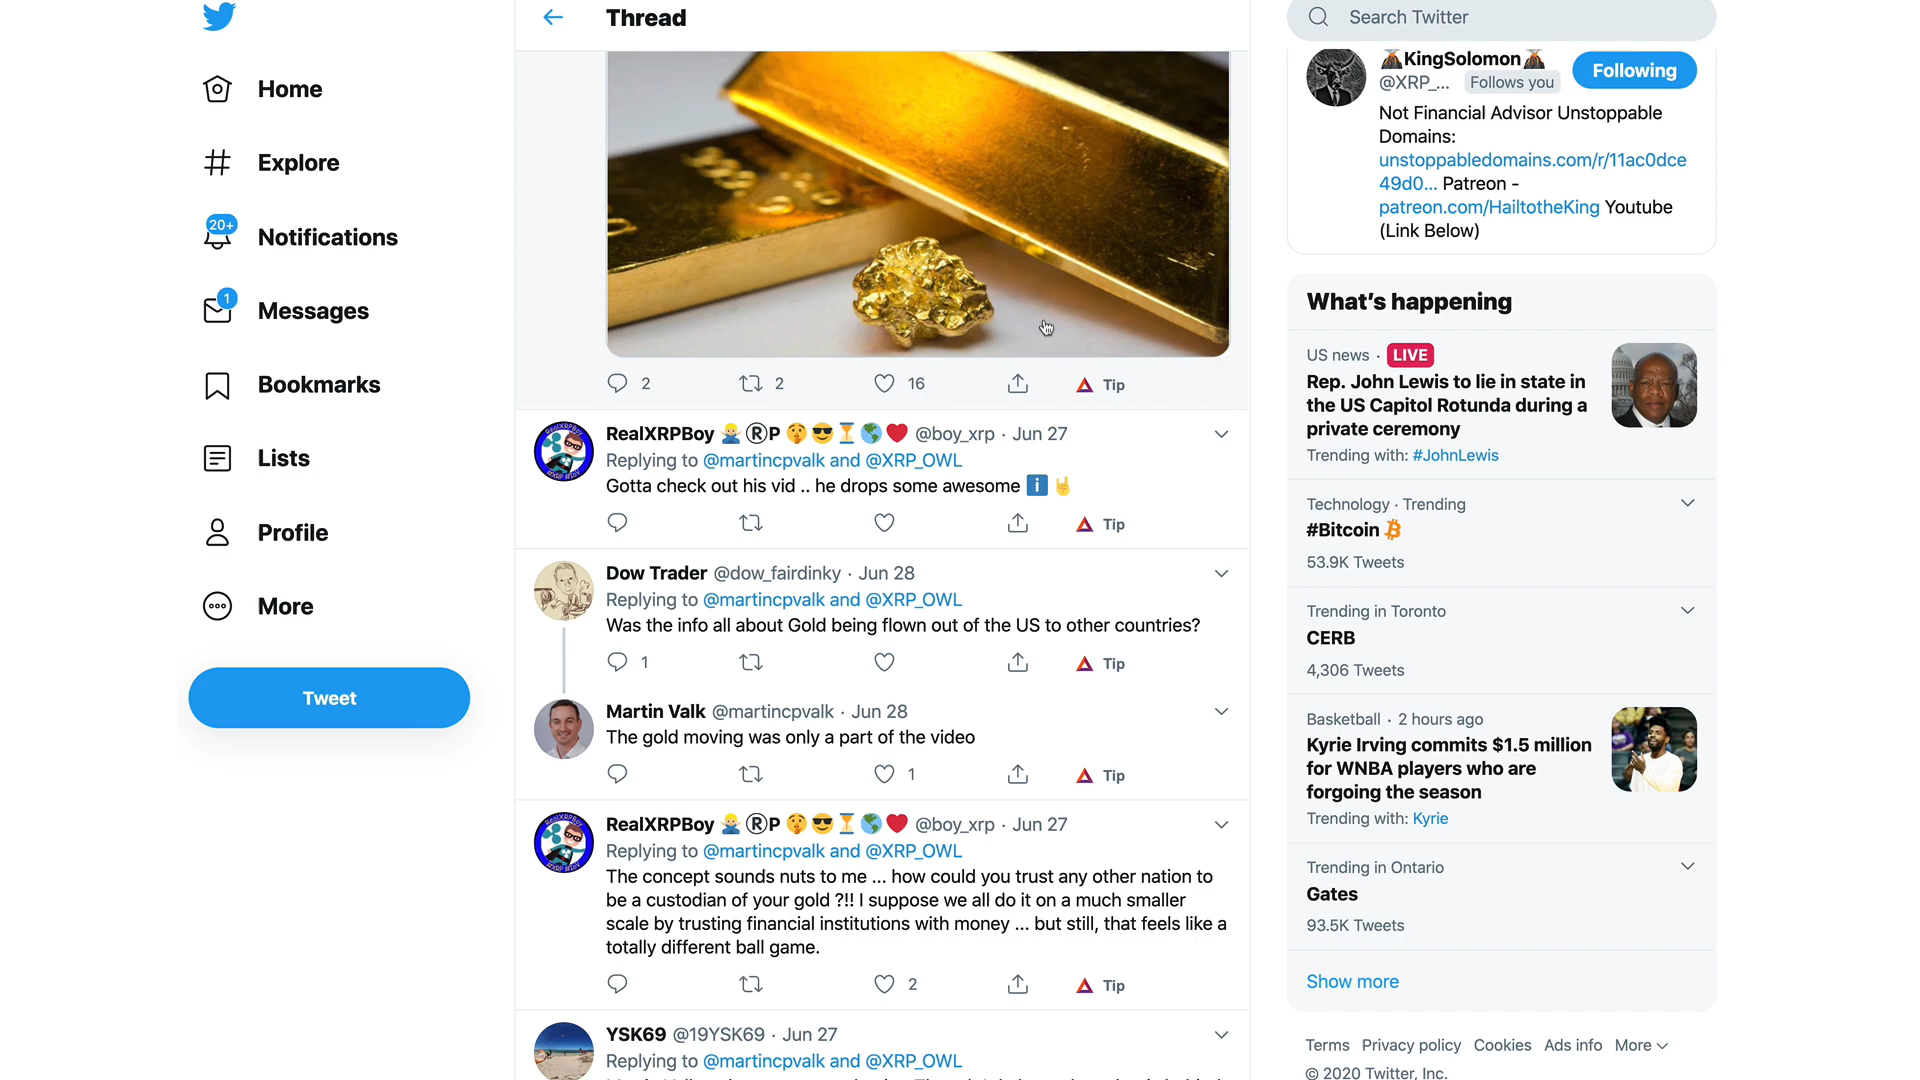 Home
Explore
20+
Notifications
1
Messages
Bookmarks
Lists
Profile
More
Tweet
Thread
2 2 16 Tip
RealXRPBoy 🙅‍♂️ ®️P 🤫😎⏳🌎❤️ @boy_xrp · Jun 27
Replying to @martincpvalk and @XRP_OWL
Gotta check out his vid .. he drops some awesome ℹ️ 🤘
Tip
Dow Trader @dow_fairdinky · Jun 28
Replying to @martincpvalk and @XRP_OWL
Was the info all about Gold being flown out of the US to other countries?
1 Tip
Martin Valk @martincpvalk · Jun 28
The gold moving was only a part of the video
1 Tip
RealXRPBoy 🙅‍♂️ ®️P 🤫😎⏳🌎❤️ @boy_xrp · Jun 27
Replying to @martincpvalk and @XRP_OWL
The concept sounds nuts to me ... how could you trust any other nation to
be a custodian of your gold ?!! I suppose we all do it on a much smaller
scale by trusting financial institutions with money ... but still, that feels like a
totally different ball game.
2 Tip
YSK69 @19YSK69 · Jun 27
Replying to @martincpvalk and @XRP_OWL
Search Twitter
KingSolomon
@XRP_... Follows you
Following
Not Financial Advisor Unstoppable
Domains:
unstoppabledomains.com/r/11ac0dce
49d0... Patreon -
patreon.com/HailtotheKing Youtube
(Link Below)
What's happening
US news · LIVE
Rep. John Lewis to lie in state in
the US Capitol Rotunda during a
private ceremony
Trending with: #JohnLewis
Technology · Trending
#Bitcoin
53.9K Tweets
Trending in Toronto
CERB
4,306 Tweets
Basketball · 2 hours ago
Kyrie Irving commits $1.5 million
for WNBA players who are
forgoing the season
Trending with: Kyrie
Trending in Ontario
Gates
93.5K Tweets
Show more
Terms Privacy policy Cookies Ads info More
© 2020 Twitter, Inc.